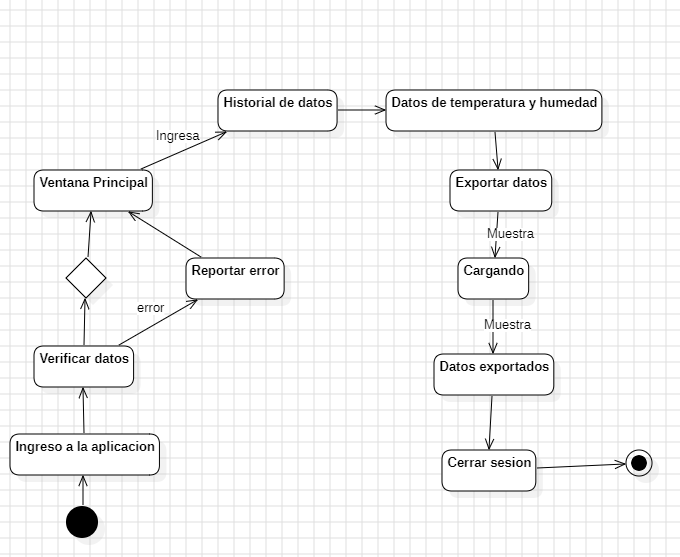 Historial de datos
Datos de temperatura y humedad
Ingresa
Ventana Principal
Exportar datos
Muestra
Reportar error
Cargando
error
Muestra
Verificar datos
Datos exportados
Ingreso a la aplicacion
Cerrar sesion